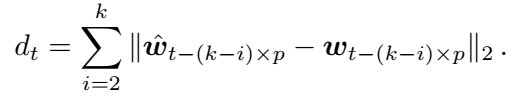 $d_t = \sum_{i=2}^{k} \|\hat{\boldsymbol{w}}_{t-(k-i)\times p} - \boldsymbol{w}_{t-(k-i)\times p}\|_2 \,.$